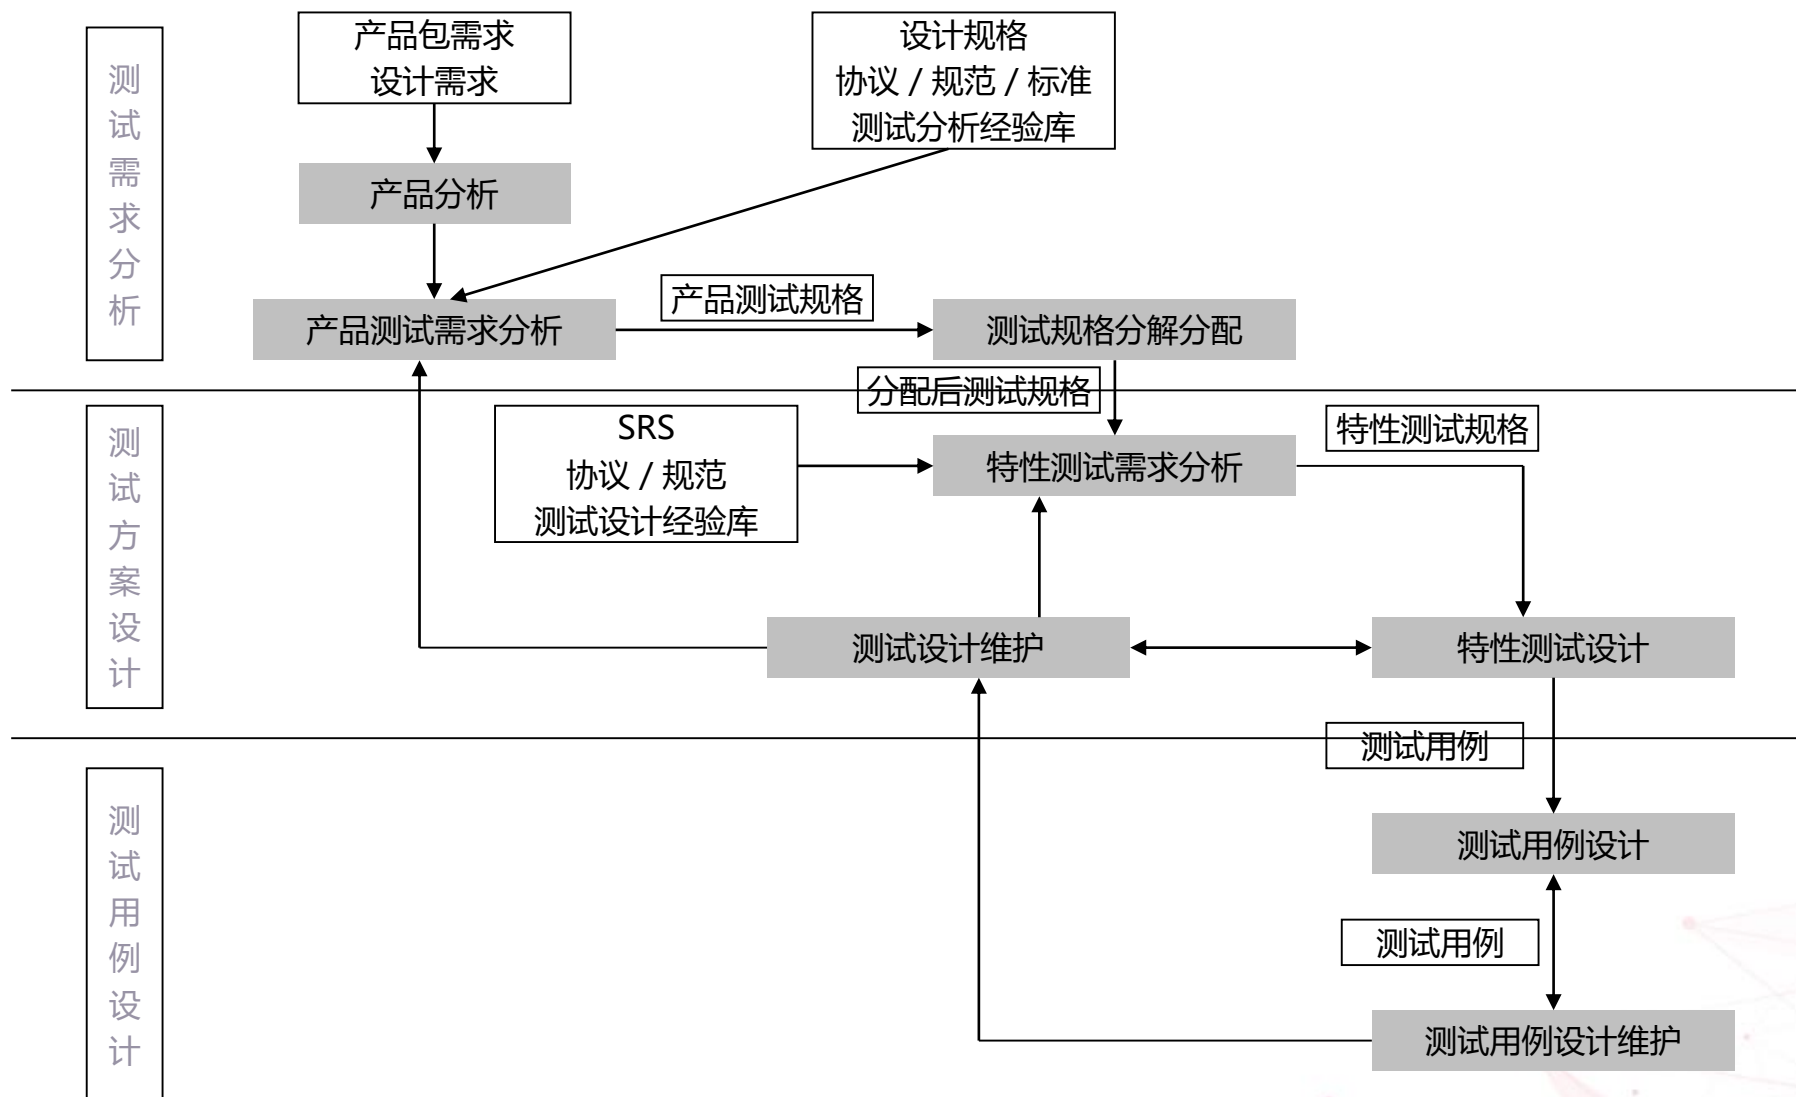 测试需求分析
产品包需求
设计需求
设计规格
协议 / 规范 / 标准
测试分析经验库
产品分析
产品测试规格
产品测试需求分析
测试规格分解分配
分配后测试规格
测试方案设计
SRS
协议 / 规范
测试设计经验库
特性测试需求分析
特性测试规格
测试设计维护
特性测试设计
测试用例
测试用例设计
测试用例设计
测试用例
测试用例设计维护